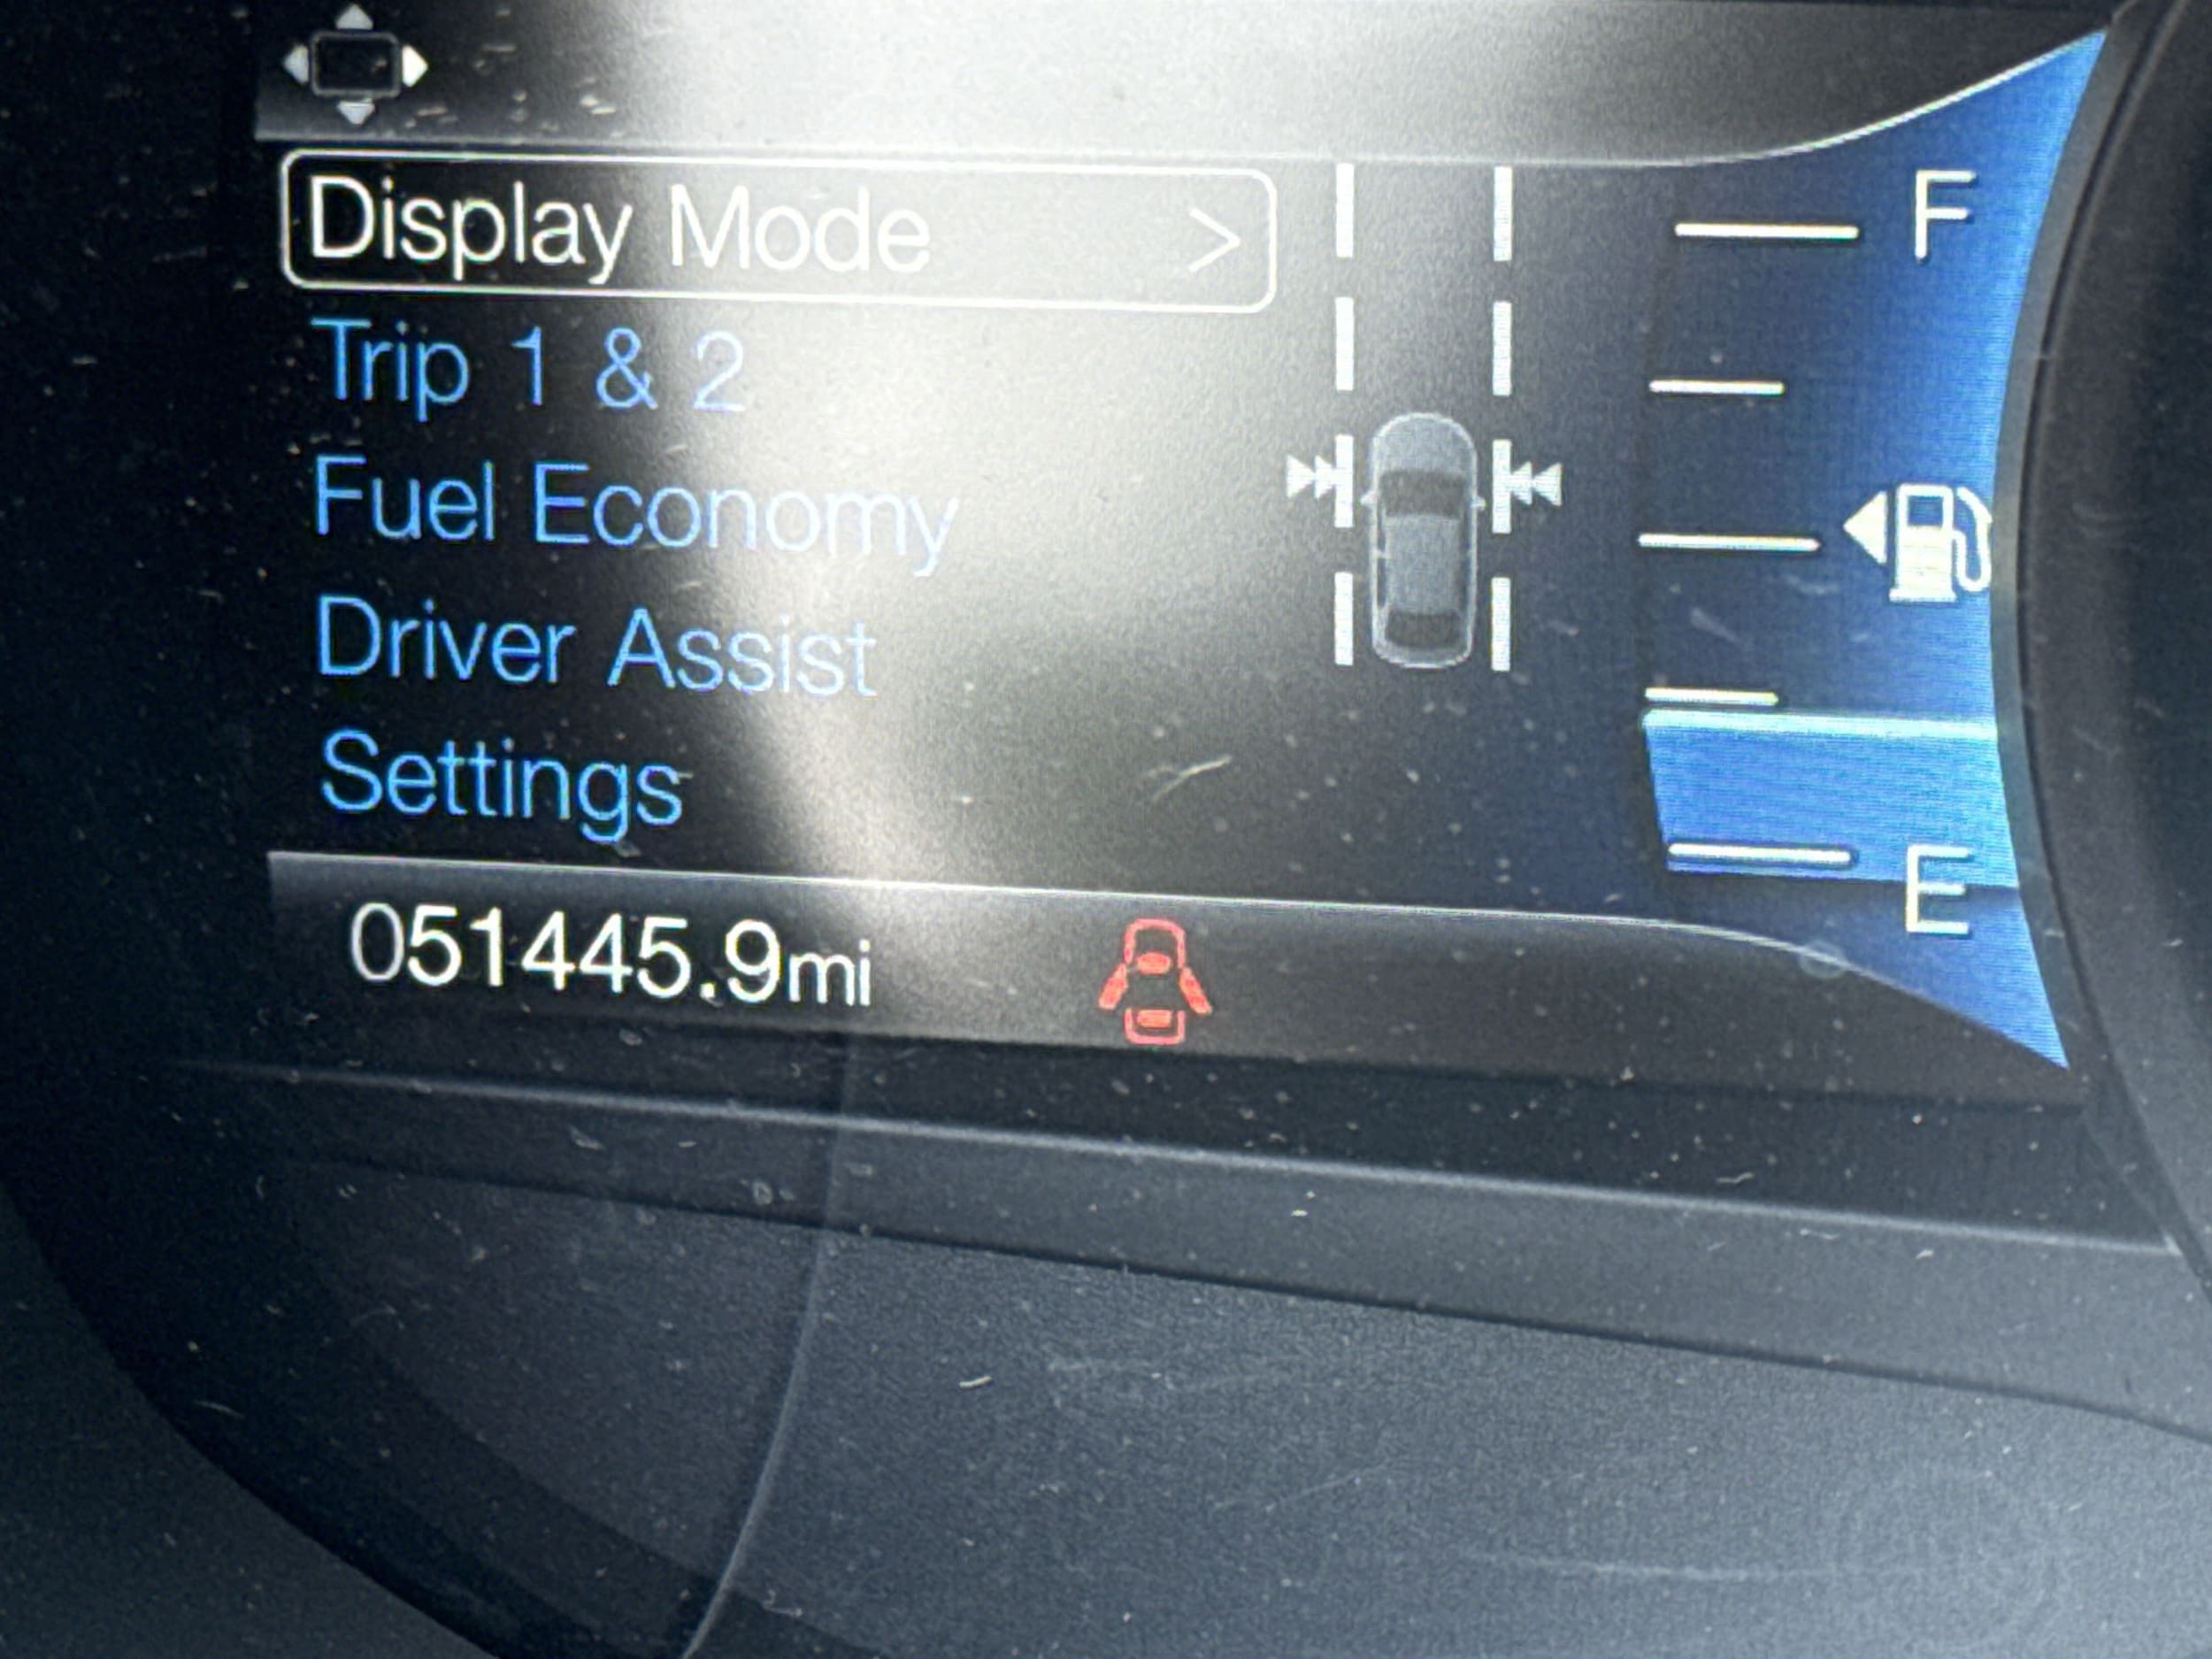 Display Mode >
Trip 1 & 2
Fuel Economy
Driver Assist
Settings
051445.9mi
F
E